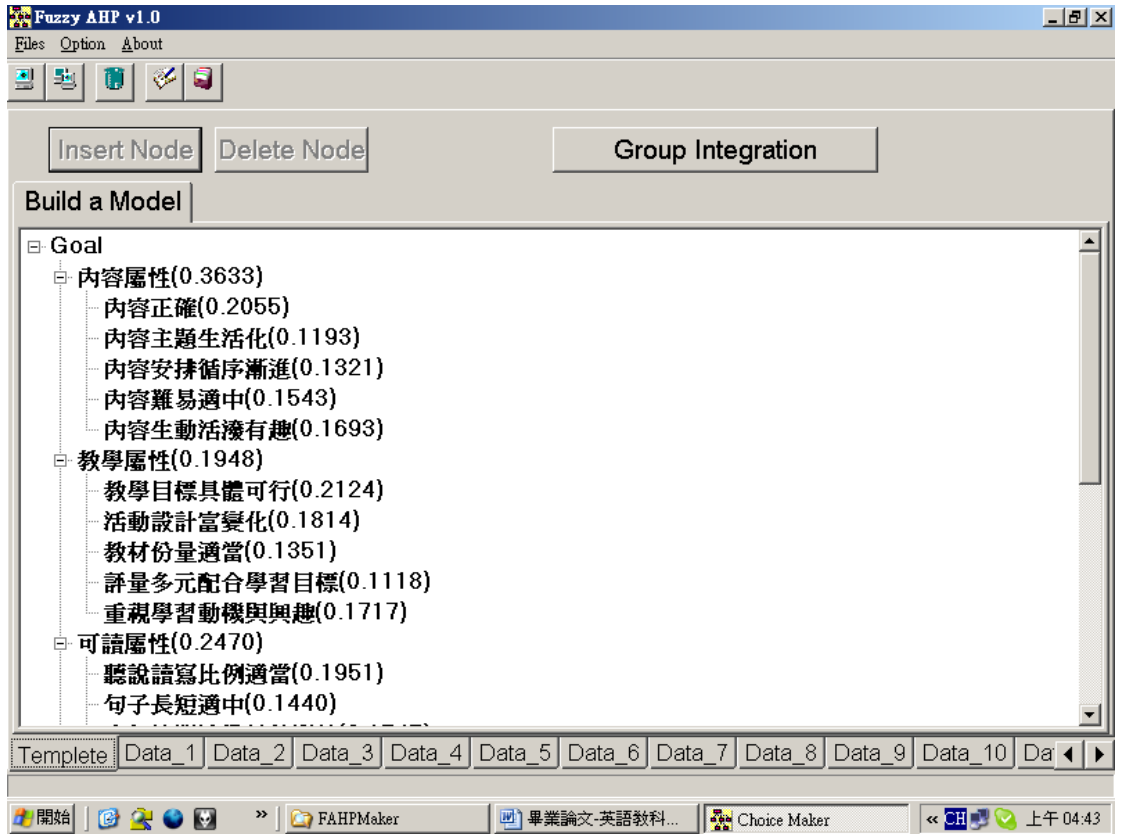 Fuzzy AHP v1.0
Files Option About
Insert Node Delete Node Group Integration
Build a Model
Goal
內容屬性(0.3633)
內容正確(0.2055)
內容主題生活化(0.1193)
內容安排循序漸進(0.1321)
內容難易適中(0.1543)
內容生動活潑有趣(0.1693)
教學屬性(0.1948)
教學目標具體可行(0.2124)
活動設計富變化(0.1814)
教材份量適當(0.1351)
評量多元配合學習目標(0.1118)
重視學習動機與興趣(0.1717)
可讀屬性(0.2470)
聽說讀寫比例適當(0.1951)
句子長短適中(0.1440)
Templete Data_1 Data_2 Data_3 Data_4 Data_5 Data_6 Data_7 Data_8 Data_9 Data_10 Da
開始 » FAHPMaker 畢業論文-英語教科... Choice Maker « CH 上午 04:43